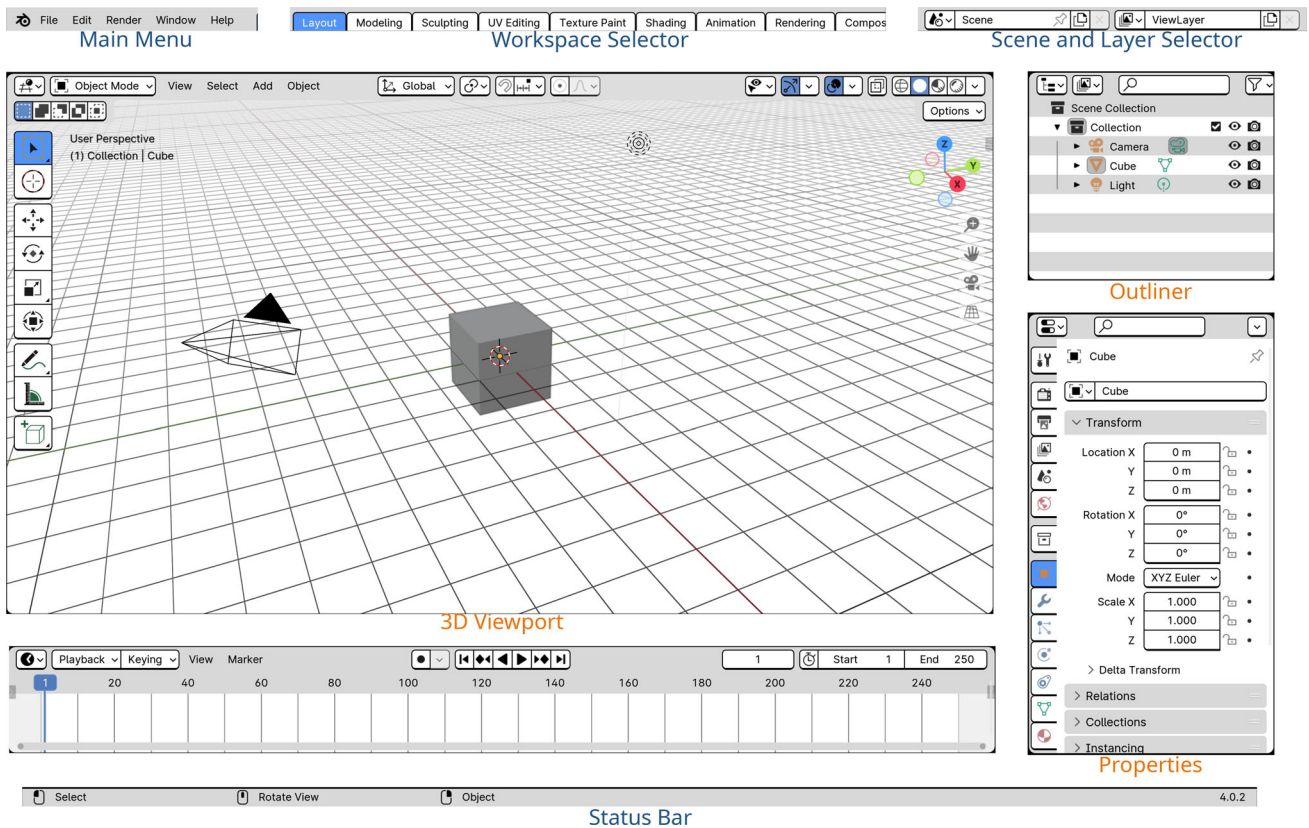 File Edit Render Window Help
Main Menu
Layout Modeling Sculpting UV Editing Texture Paint Shading Animation Rendering Compos
Workspace Selector
Scene ViewLayer
Scene and Layer Selector
Object Mode View Select Add Object Global
Options
User Perspective
(1) Collection | Cube
Z
Y
X
3D Viewport
Scene Collection
Collection
Camera
Cube
Light
Outliner
Cube
Cube
Transform
Location X 0 m
Y 0 m
Z 0 m
Rotation X 0°
Y 0°
Z 0°
Mode XYZ Euler
Scale X 1.000
Y 1.000
Z 1.000
Delta Transform
Relations
Collections
Instancing
Properties
Playback Keying View Marker 1 Start 1 End 250
1 20 40 60 80 100 120 140 160 180 200 220 240
Select Rotate View Object 4.0.2
Status Bar